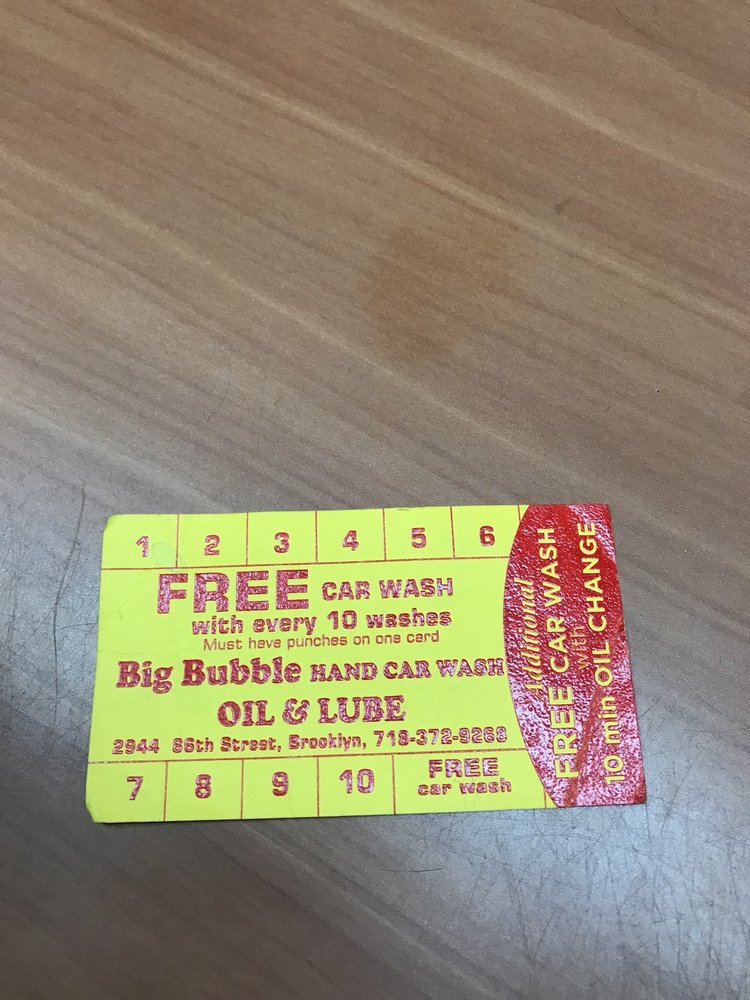 1 2 3 4 5 6
FREE CAR WASH
with every 10 washes
Must have punches on one card
Big Bubble HAND CAR WASH
OIL & LUBE
2944 86th Street, Brooklyn, 718-372-9268
7 8 9 10 FREE
car wash
Additional
FREE CAR WASH
with
10 min OIL CHANGE